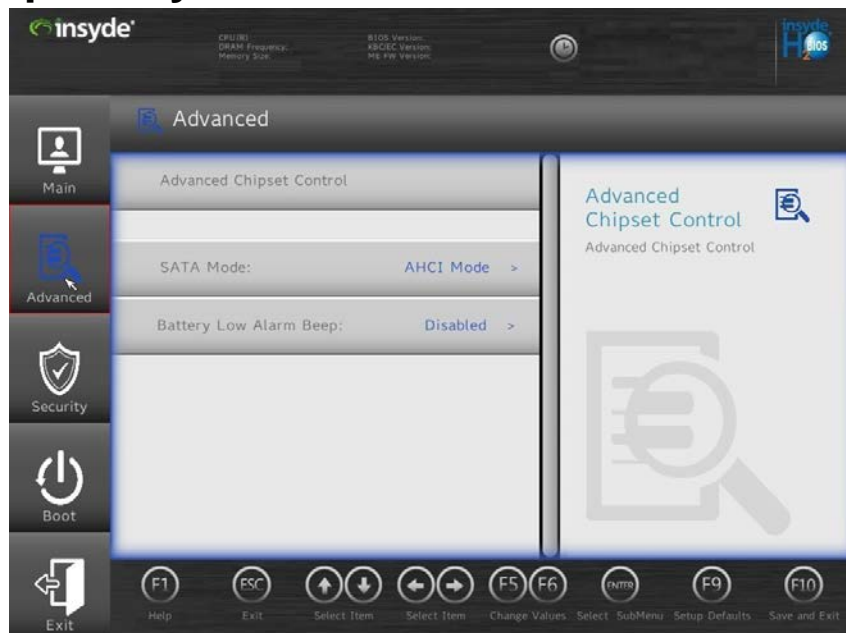 insyde®
CPU(R)
DRAM Frequency:
Memory Size:
BIOS Version:
KBC/EC Version:
ME FW Version:
insyde
H2O BIOS
Advanced
Main
Advanced
Security
Boot
Exit
Advanced Chipset Control
SATA Mode: AHCI Mode >
Battery Low Alarm Beep: Disabled >
Advanced
Chipset Control
Advanced Chipset Control
F1 ESC F5 F6 ENTER F9 F10
Help Exit Select Item Select Item Change Values Select SubMenu Setup Defaults Save and Exit